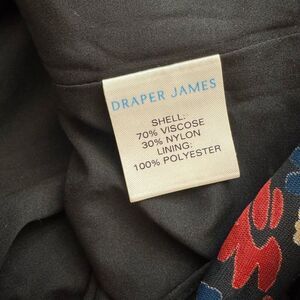 DRAPER JAMES
SHELL:
70% VISCOSE
30% NYLON
LINING:
100% POLYESTER